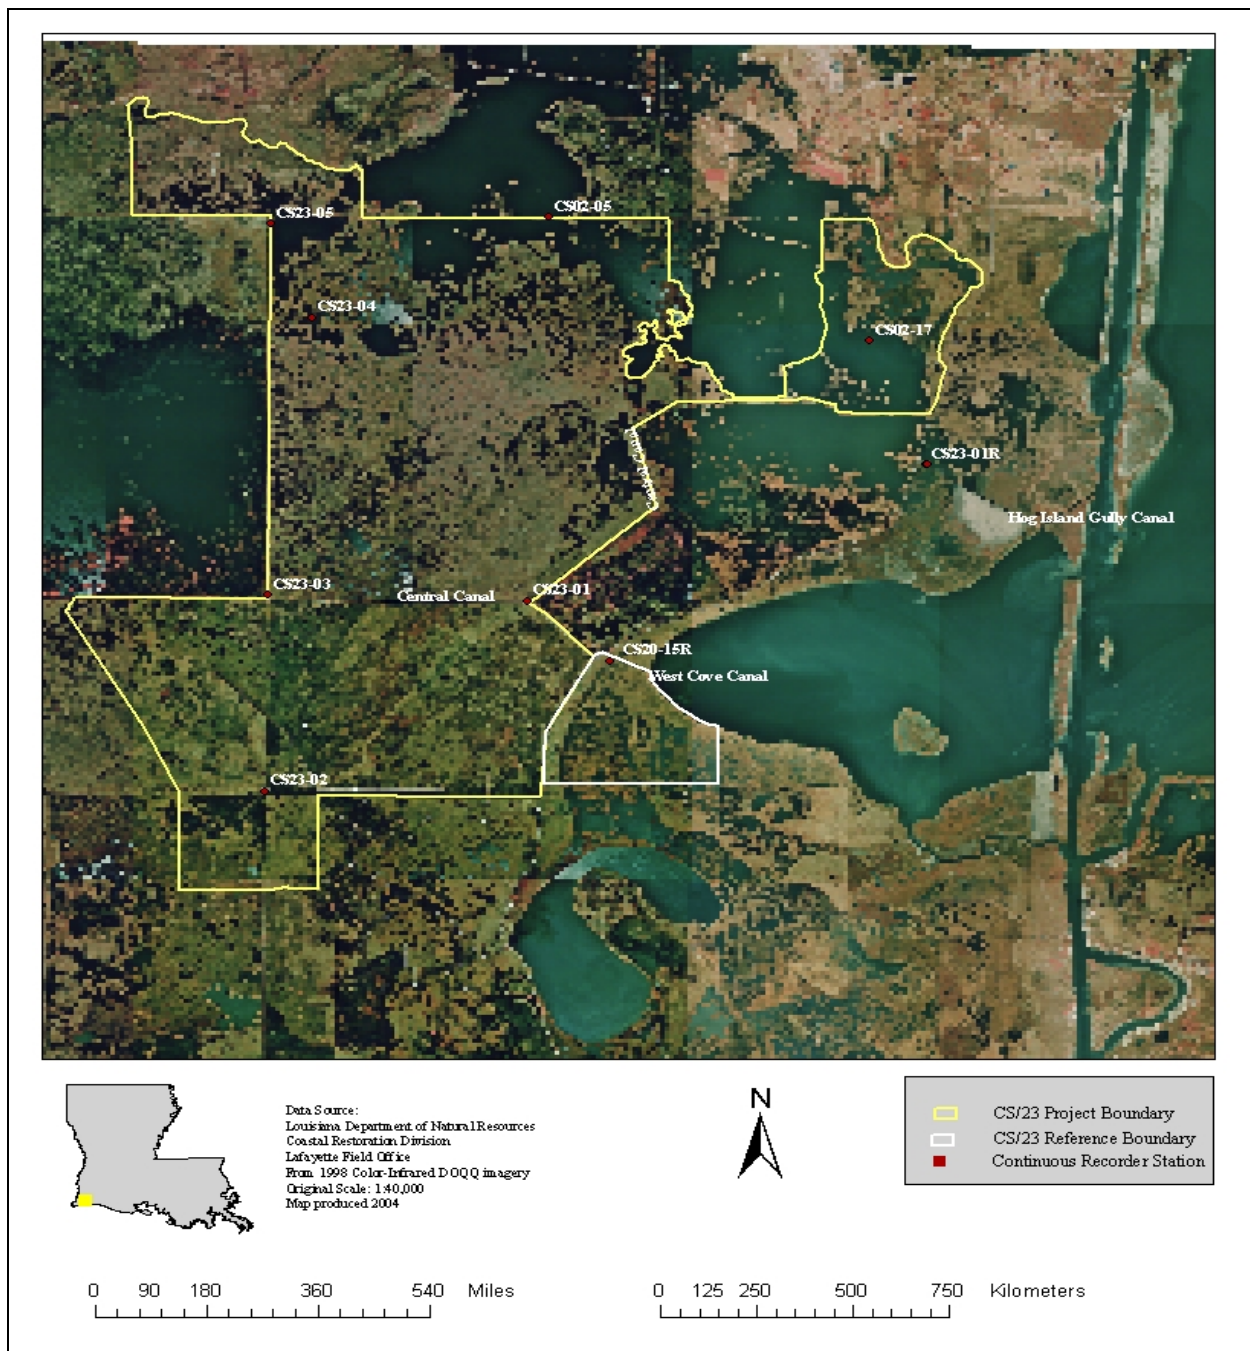 CS23-05
CS02-05
CS23-04
CS02-17
CS23-01R
Hog Island Gully Canal
CS23-03
Central Canal
CS23-01
CS20-15R
West Cove Canal
CS23-02
Data Source:
Louisiana Department of Natural Resources
Coastal Restoration Division
Lafayette Field Office
From 1998 Color-Infrared DOQQ imagery
Original Scale: 1:40,000
Map produced 2004
N
CS/23 Project Boundary
CS/23 Reference Boundary
Continuous Recorder Station
0 90 180 360 540 Miles
0 125 250 500 750 Kilometers